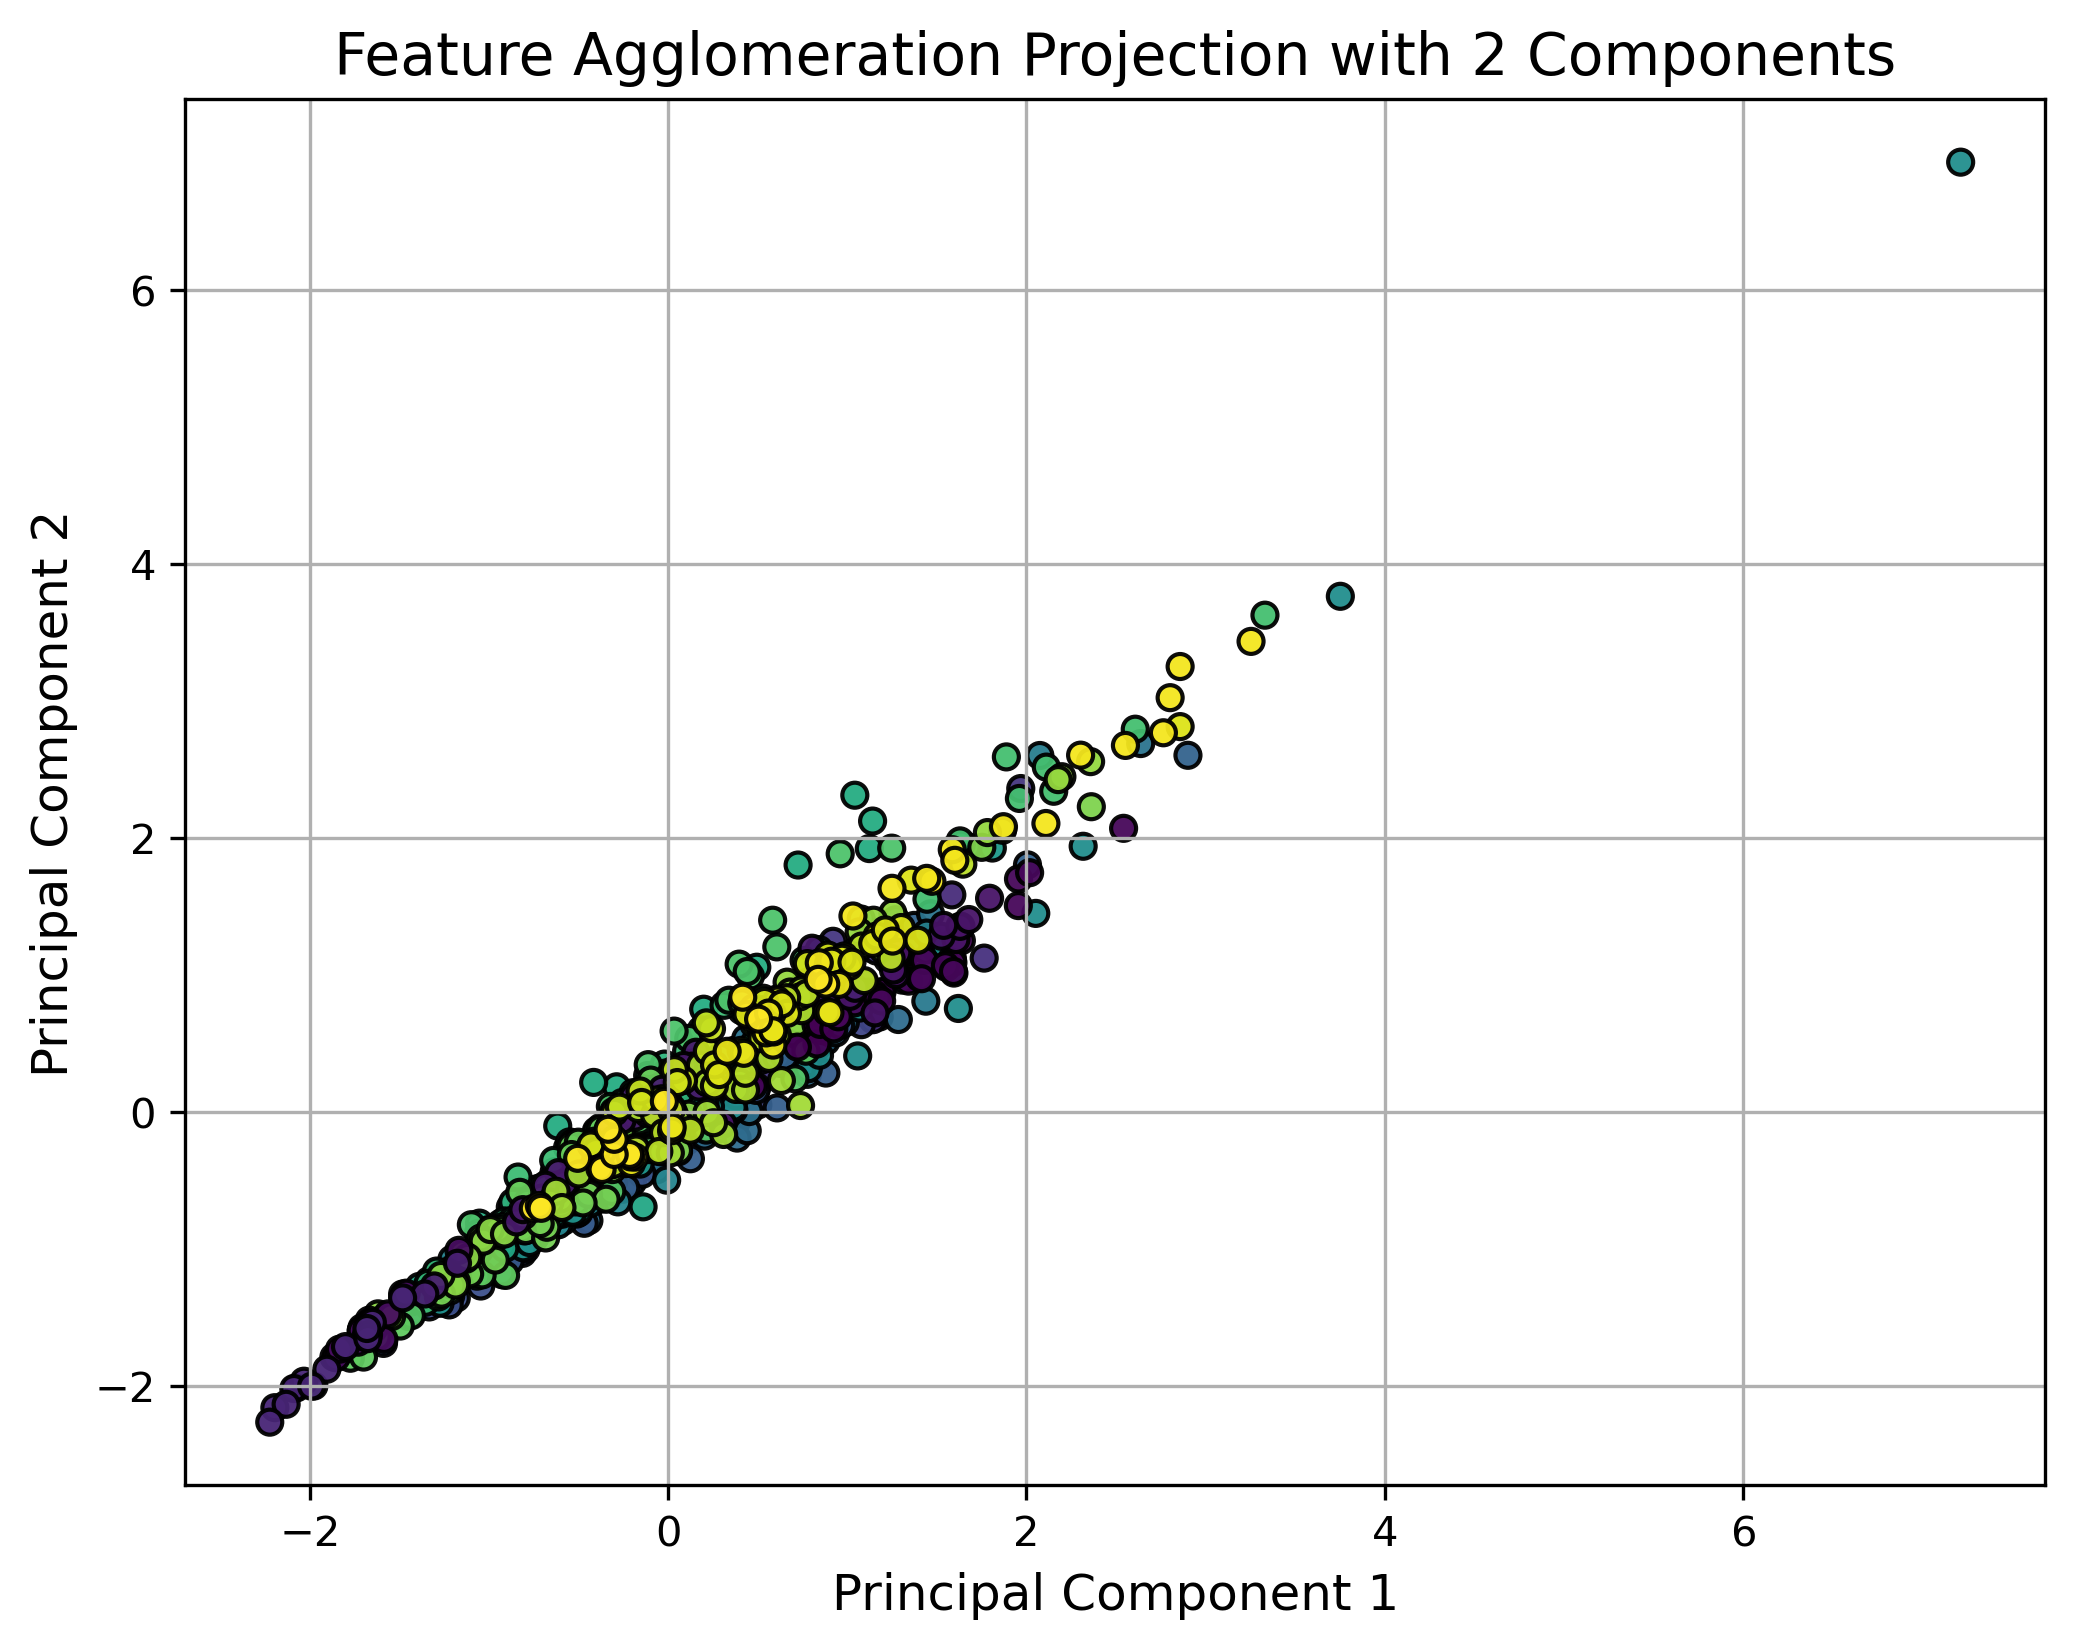 Feature Agglomeration Projection with 2 Components
6
4
2
0
−2
Principal Component 2
−2 0 2 4 6
Principal Component 1